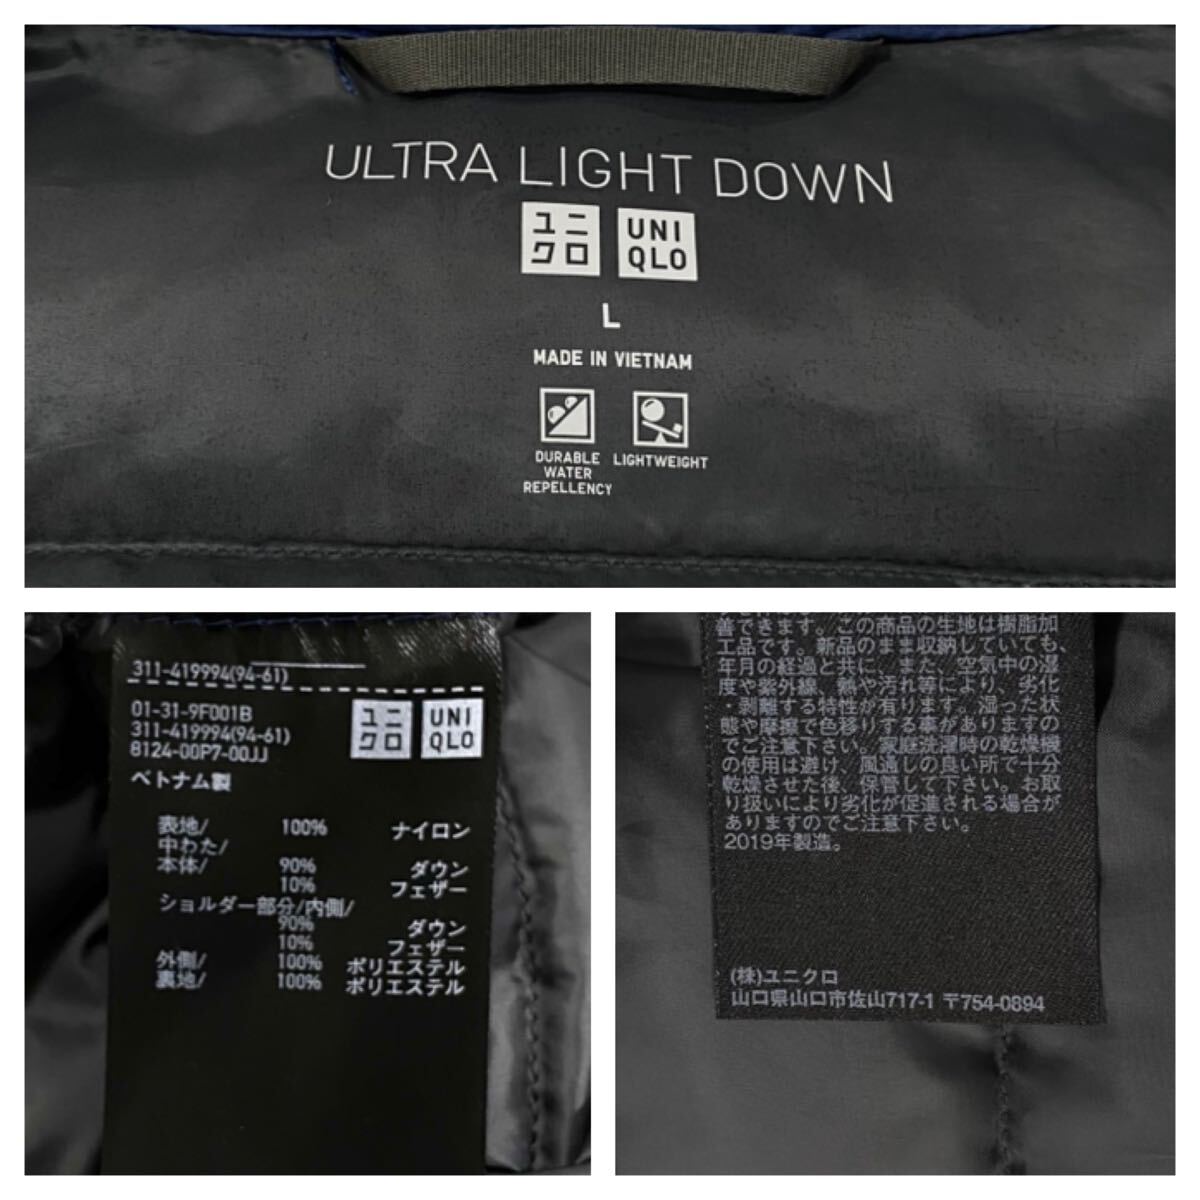 ULTRA LIGHT DOWN
ユニ
クロ
UNI
QLO
L
MADE IN VIETNAM
DURABLE
WATER
REPELLENCY
LIGHTWEIGHT
311-419994(94-61)
01-31-9F001B
311-419994(94-61)
8124-00P7-00JJ
ユニ
クロ
UNI
QLO
ベトナム製
表地/ 100% ナイロン
中わた/
本体/ 90% ダウン
10% フェザー
ショルダー部分/内側/
90% ダウン
10% フェザー
外側/ 100% ポリエステル
裏地/ 100% ポリエステル
善できます。この商品の生地は樹脂加
工品です。新品のまま収納していても、
年月の経過と共に、また、空気中の湿
度や紫外線、熱や汚れ等により、劣化
・剥離する特性が有ります。湿った状
態や摩擦で色移りする事がありますの
でご注意下さい。家庭洗濯時の乾燥機
の使用は避け、風通しの良い所で十分
乾燥させた後、保管して下さい。お取
り扱いにより劣化が促進される場合が
ありますのでご注意下さい。
2019年製造。
(株)ユニクロ
山口県山口市佐山717-1 〒754-0894